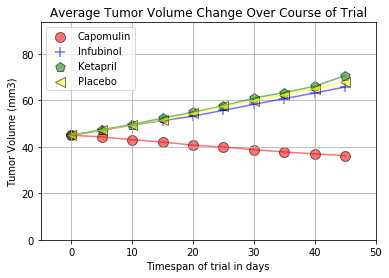 Average Tumor Volume Change Over Course of Trial
Capomulin
Infubinol
Ketapril
Placebo
Tumor Volume (mm3)
80
60
40
20
0
0 10 20 30 40 50
Timespan of trial in days